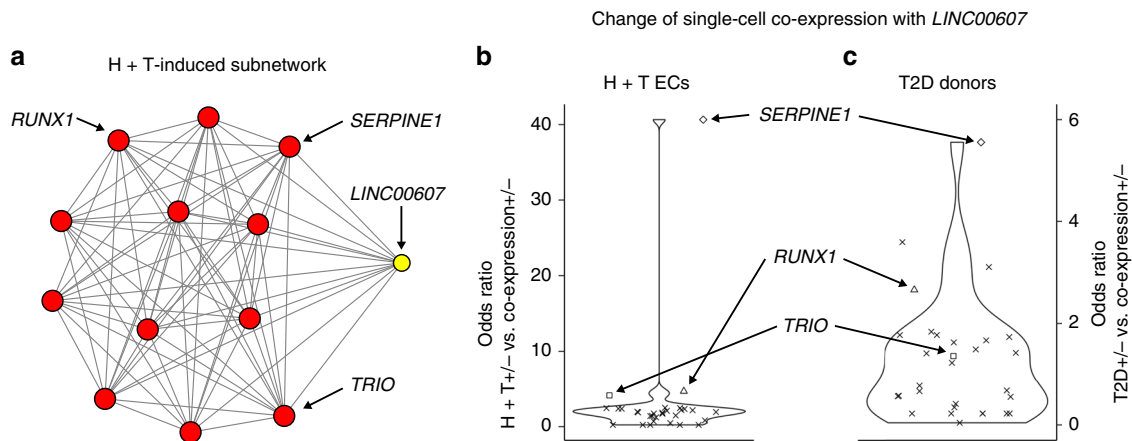 Change of single-cell co-expression with LINC00607
a
H + T-induced subnetwork
RUNX1
SERPINE1
LINC00607
TRIO
b
H + T ECs
c
T2D donors
SERPINE1
RUNX1
TRIO
Odds ratio
H + T+/− vs. co-expression+/−
40
30
20
10
0
6
4
2
0
Odds ratio
T2D+/− vs. co-expression+/−